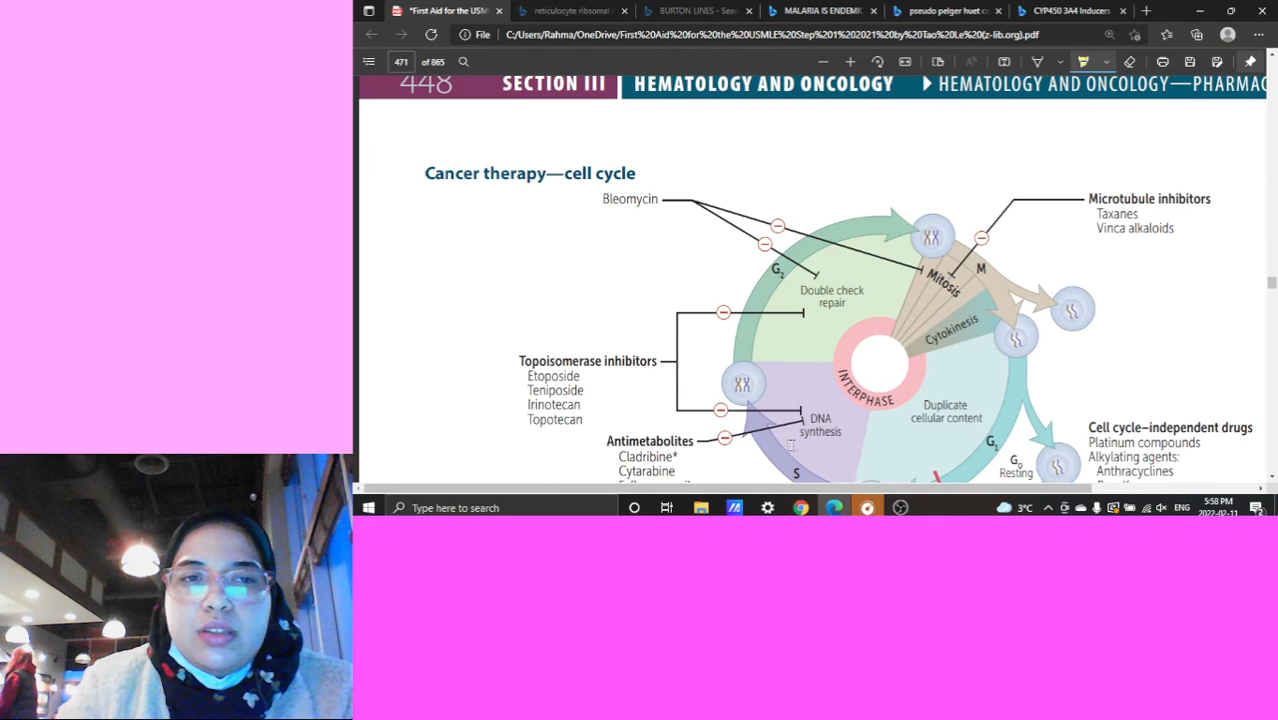 "First Aid for the USM
reticulocyte ribsomal
BURTON LINES - Sea
MALARIA IS ENDEMIC
pseudo pelger huet c
CYP450 3A4 Inducers
File
C:/Users/Rahma/OneDrive/First%20Aid%20for%20the%20USMLE%20Step%201%202021%20by%20Tao%20Le%20(z-lib.org).pdf
471
of 865
448
SECTION III
HEMATOLOGY AND ONCOLOGY
HEMATOLOGY AND ONCOLOGY—PHARMAC
Cancer therapy—cell cycle
Bleomycin
Microtubule inhibitors
Taxanes
Vinca alkaloids
G2
Double check
repair
Mitosis
M
Cytokinesis
INTERPHASE
Topoisomerase inhibitors
Etoposide
Teniposide
Irinotecan
Topotecan
DNA
synthesis
Duplicate
cellular content
Antimetabolites
Cladribine*
Cytarabine
S
G1
G0
Resting
Cell cycle–independent drugs
Platinum compounds
Alkylating agents:
Anthracyclines
Type here to search
3°C
ENG
5:58 PM
2022-02-11